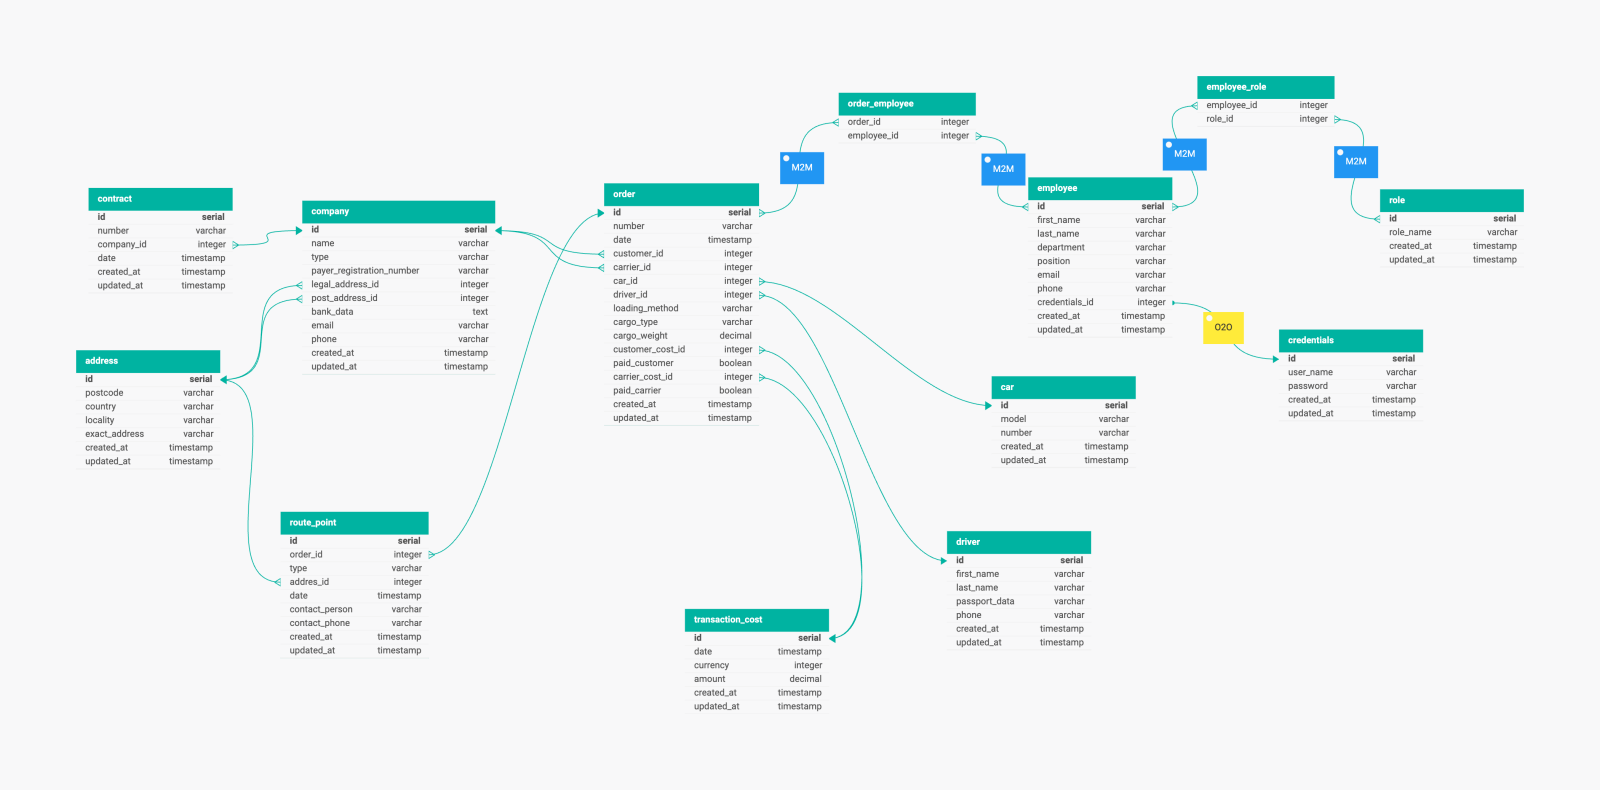 contract
id serial
number varchar
company_id integer
date timestamp
created_at timestamp
updated_at timestamp
company
id serial
name varchar
type varchar
payer_registration_number varchar
legal_address_id integer
post_address_id integer
bank_data text
email varchar
phone varchar
created_at timestamp
updated_at timestamp
address
id serial
postcode varchar
country varchar
locality varchar
exact_address varchar
created_at timestamp
updated_at timestamp
route_point
id serial
order_id integer
type varchar
addres_id integer
date timestamp
contact_person varchar
contact_phone varchar
created_at timestamp
updated_at timestamp
order
id serial
number varchar
date timestamp
customer_id integer
carrier_id integer
car_id integer
driver_id integer
loading_method varchar
cargo_type varchar
cargo_weight decimal
customer_cost_id integer
paid_customer boolean
carrier_cost_id integer
paid_carrier boolean
created_at timestamp
updated_at timestamp
M2M
order_employee
order_id integer
employee_id integer
M2M
employee
id serial
first_name varchar
last_name varchar
department varchar
position varchar
email varchar
phone varchar
credentials_id integer
created_at timestamp
updated_at timestamp
M2M
employee_role
employee_id integer
role_id integer
M2M
role
id serial
role_name varchar
created_at timestamp
updated_at timestamp
O2O
credentials
id serial
user_name varchar
password varchar
created_at timestamp
updated_at timestamp
car
id serial
model varchar
number varchar
created_at timestamp
updated_at timestamp
driver
id serial
first_name varchar
last_name varchar
passport_data varchar
phone varchar
created_at timestamp
updated_at timestamp
transaction_cost
id serial
date timestamp
currency integer
amount decimal
created_at timestamp
updated_at timestamp